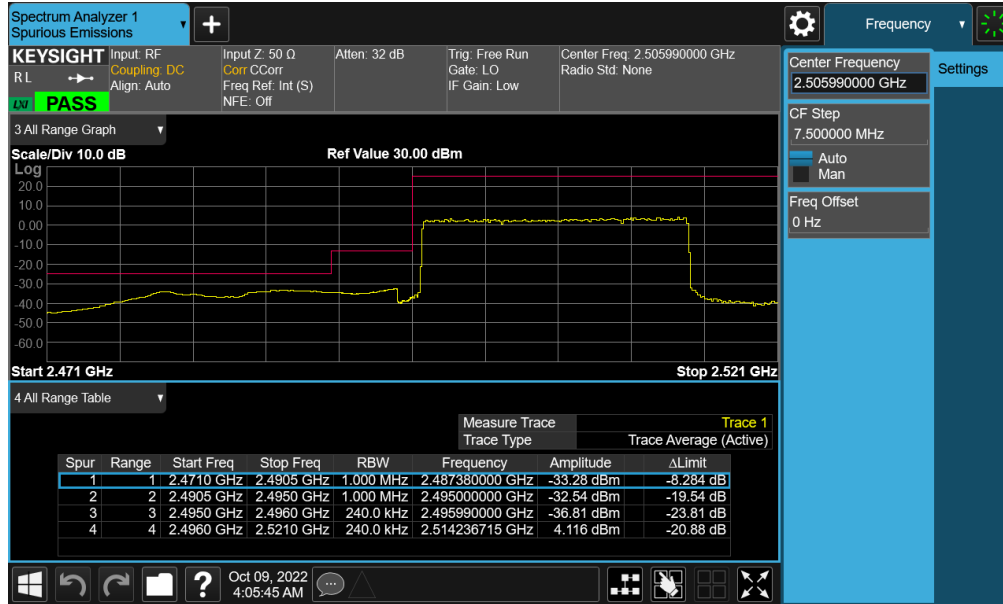 Spectrum Analyzer 1
Spurious Emissions
+
Frequency
KEYSIGHT
R L
LXI
PASS
Input: RF
Coupling: DC
Align: Auto
Input Z: 50 Ω
Corr CCorr
Freq Ref: Int (S)
NFE: Off
Atten: 32 dB
Trig: Free Run
Gate: LO
IF Gain: Low
Center Freq: 2.505990000 GHz
Radio Std: None
Center Frequency
2.505990000 GHz
Settings
CF Step
7.500000 MHz
Auto
Man
Freq Offset
0 Hz
3 All Range Graph
Scale/Div 10.0 dB
Ref Value 30.00 dBm
Log
20.0
10.0
0.00
-10.0
-20.0
-30.0
-40.0
-50.0
-60.0
Start 2.471 GHz
Stop 2.521 GHz
4 All Range Table
Measure Trace Trace 1
Trace Type Trace Average (Active)
Spur Range Start Freq Stop Freq RBW Frequency Amplitude ΔLimit
1 1 2.4710 GHz 2.4905 GHz 1.000 MHz 2.487380000 GHz -33.28 dBm -8.284 dB
2 2 2.4905 GHz 2.4950 GHz 1.000 MHz 2.495000000 GHz -32.54 dBm -19.54 dB
3 3 2.4950 GHz 2.4960 GHz 240.0 kHz 2.495990000 GHz -36.81 dBm -23.81 dB
4 4 2.4960 GHz 2.5210 GHz 240.0 kHz 2.514236715 GHz 4.116 dBm -20.88 dB
?
Oct 09, 2022
4:05:45 AM